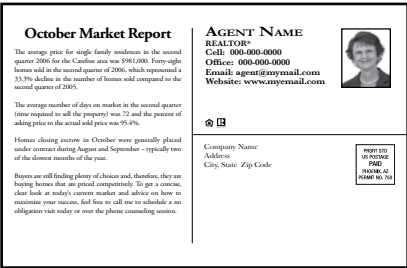 October Market Report
The average price for single family residences in the second
quarter 2006 for the Carefree area was $981,000. Forty-eight
homes sold in the second quarter of 2006, which represented a
33.3% decline in the number of homes sold compared to the
second quarter of 2005.
The average number of days on market in the second quarter
(time required to sell the property) was 72 and the percent of
asking price to the actual sold price was 95.4%.
Homes closing escrow in October were generally placed
under contract during August and September – typically two
of the slowest months of the year.
Buyers are still finding plenty of choices and, therefore, they are
buying homes that are priced competitively. To get a concise,
clear look at today's current market and advice on how to
maximize your success, feel free to call me to schedule a no
obligation visit today or over the phone counseling session.
AGENT NAME
REALTOR®
Cell: 000-000-0000
Office: 000-000-0000
Email: agent@mymail.com
Website: www.myemail.com
Company Name
Address
City, State Zip Code
PRSRT STD
US POSTAGE
PAID
PHOENIX, AZ
PERMIT NO. 750